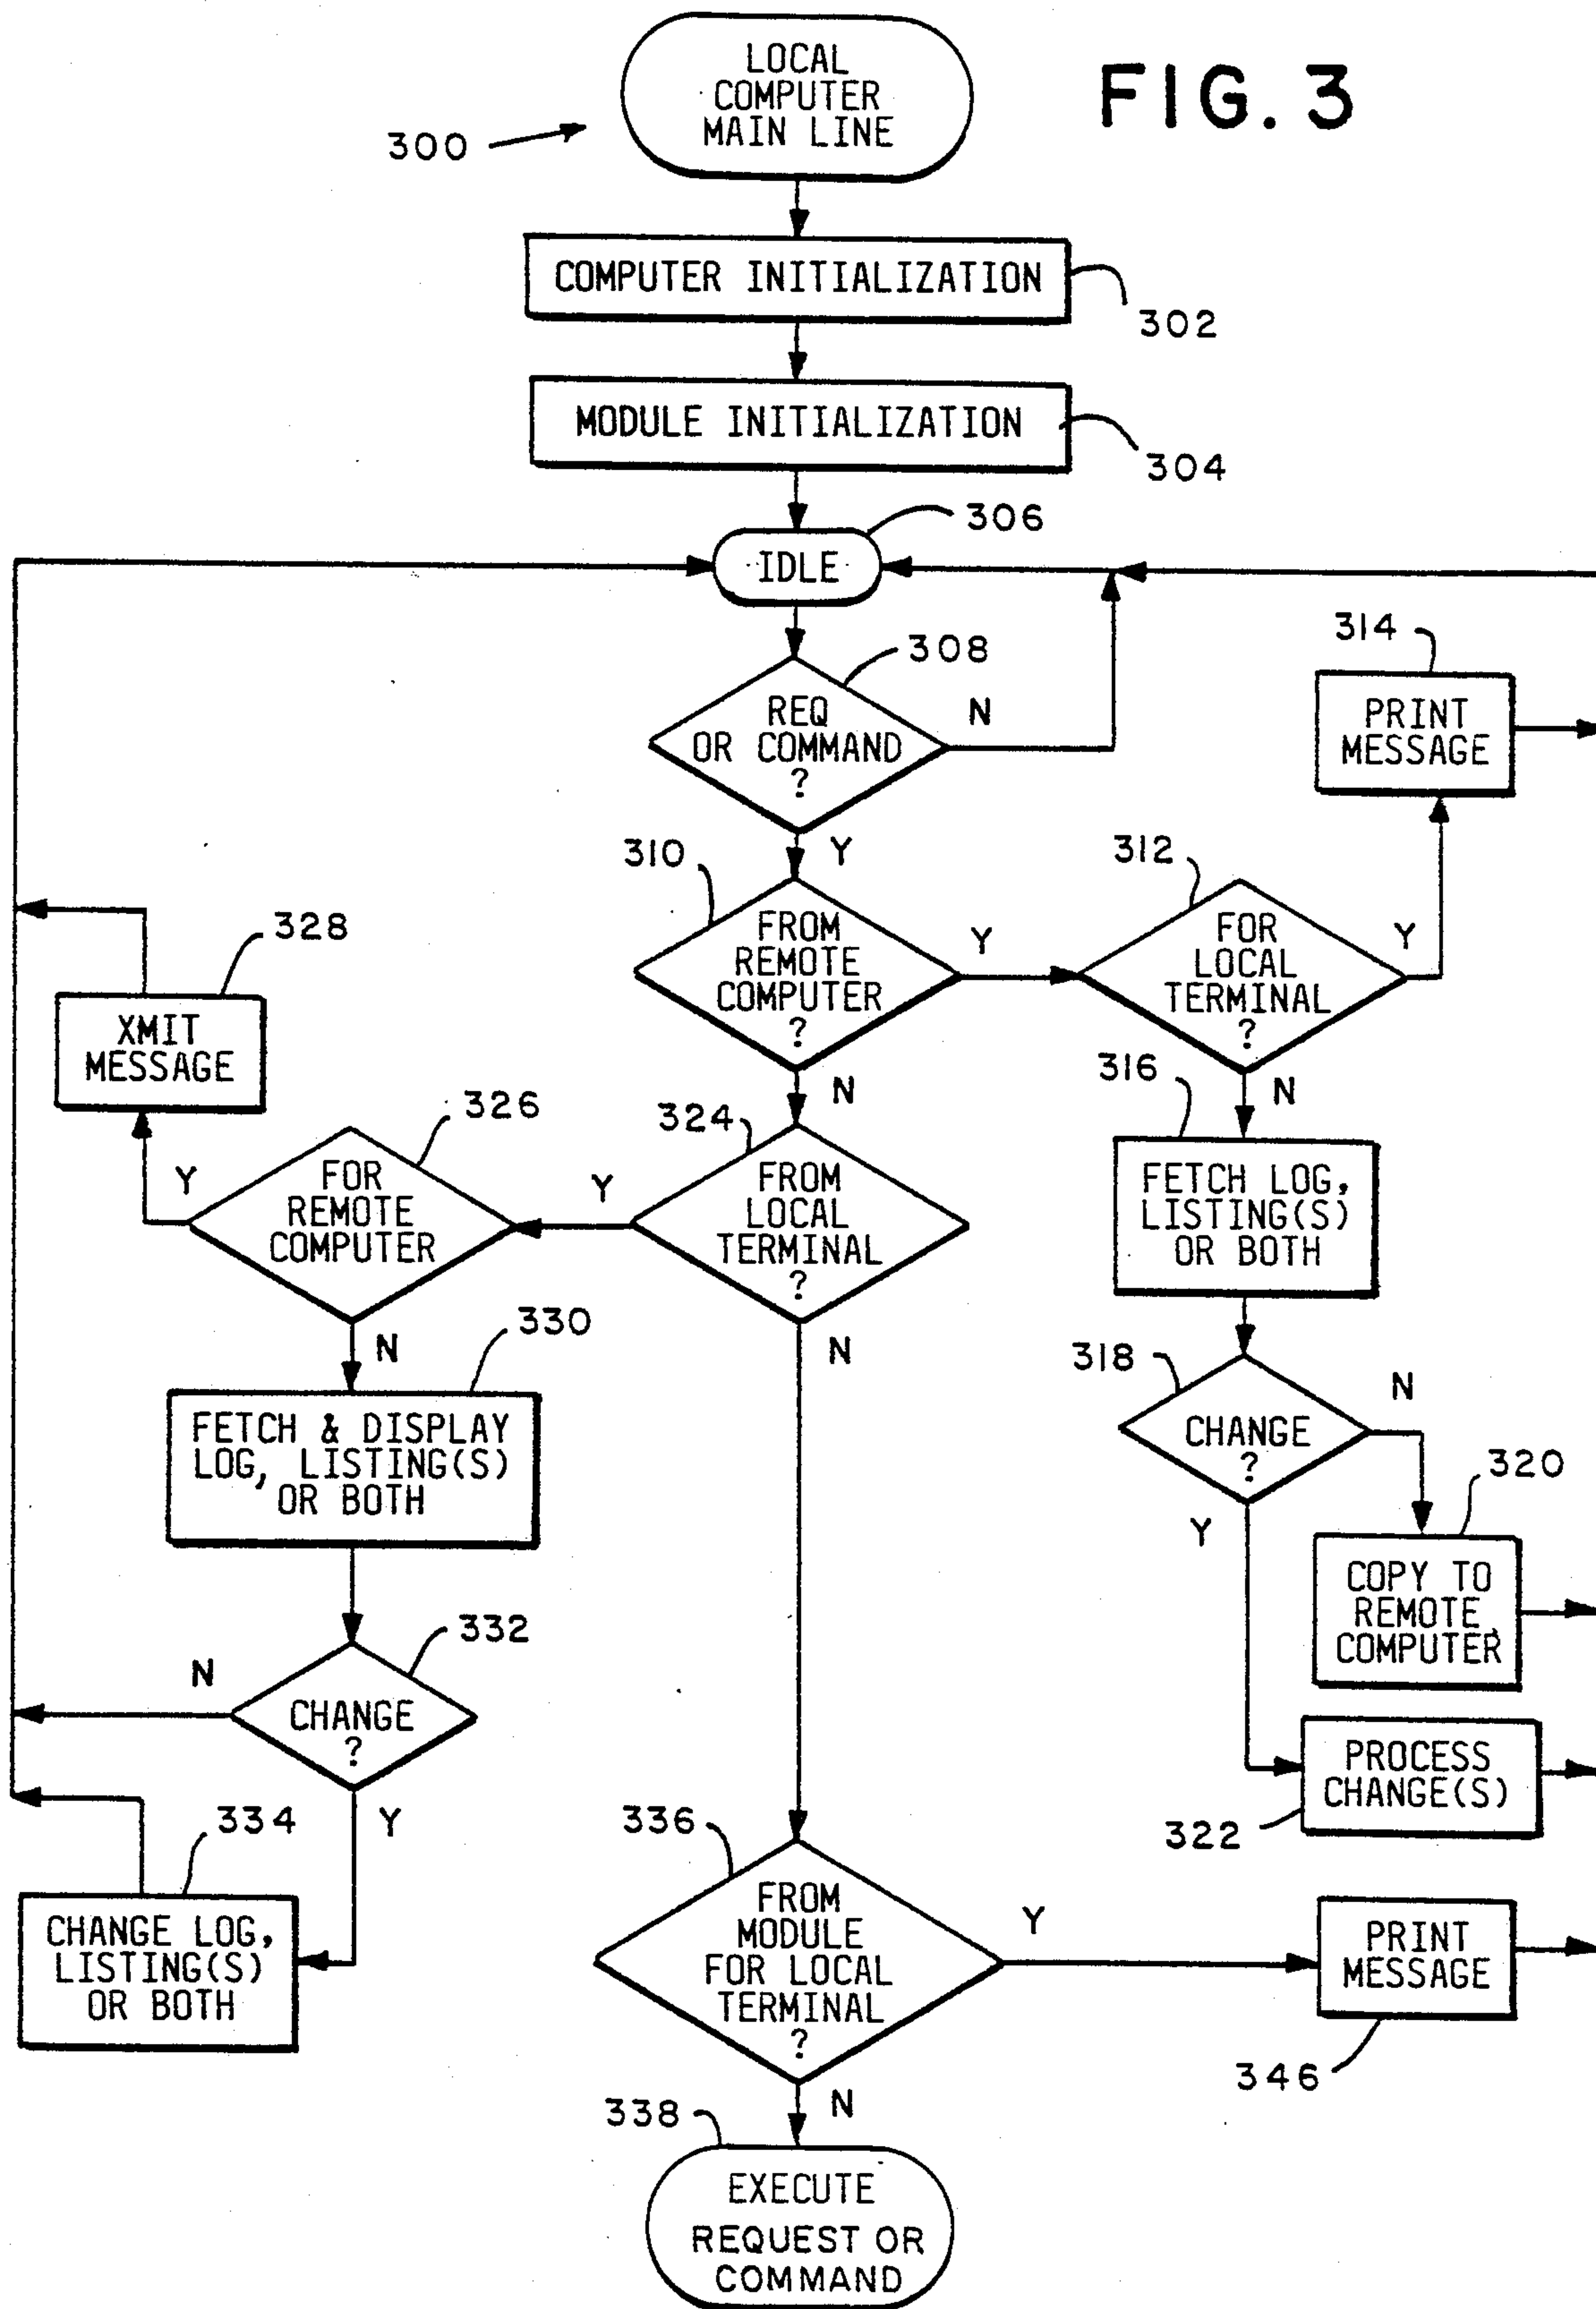 LOCAL
COMPUTER
MAIN LINE
FIG. 3
300
COMPUTER INITIALIZATION
302
MODULE INITIALIZATION
304
306
IDLE
308
REQ
OR COMMAND
?
N
Y
314
PRINT
MESSAGE
310
FROM
REMOTE
COMPUTER
?
Y
N
312
FOR
LOCAL
TERMINAL
?
Y
N
328
XMIT
MESSAGE
326
FOR
REMOTE
COMPUTER
Y
N
324
FROM
LOCAL
TERMINAL
?
Y
N
316
FETCH LOG,
LISTING(S)
OR BOTH
318
CHANGE
?
N
Y
320
COPY TO
REMOTE
COMPUTER
PROCESS
CHANGE(S)
322
330
FETCH & DISPLAY
LOG, LISTING(S)
OR BOTH
332
CHANGE
?
N
Y
334
CHANGE LOG,
LISTING(S)
OR BOTH
336
FROM
MODULE
FOR LOCAL
TERMINAL
?
Y
N
PRINT
MESSAGE
346
338
EXECUTE
REQUEST OR
COMMAND